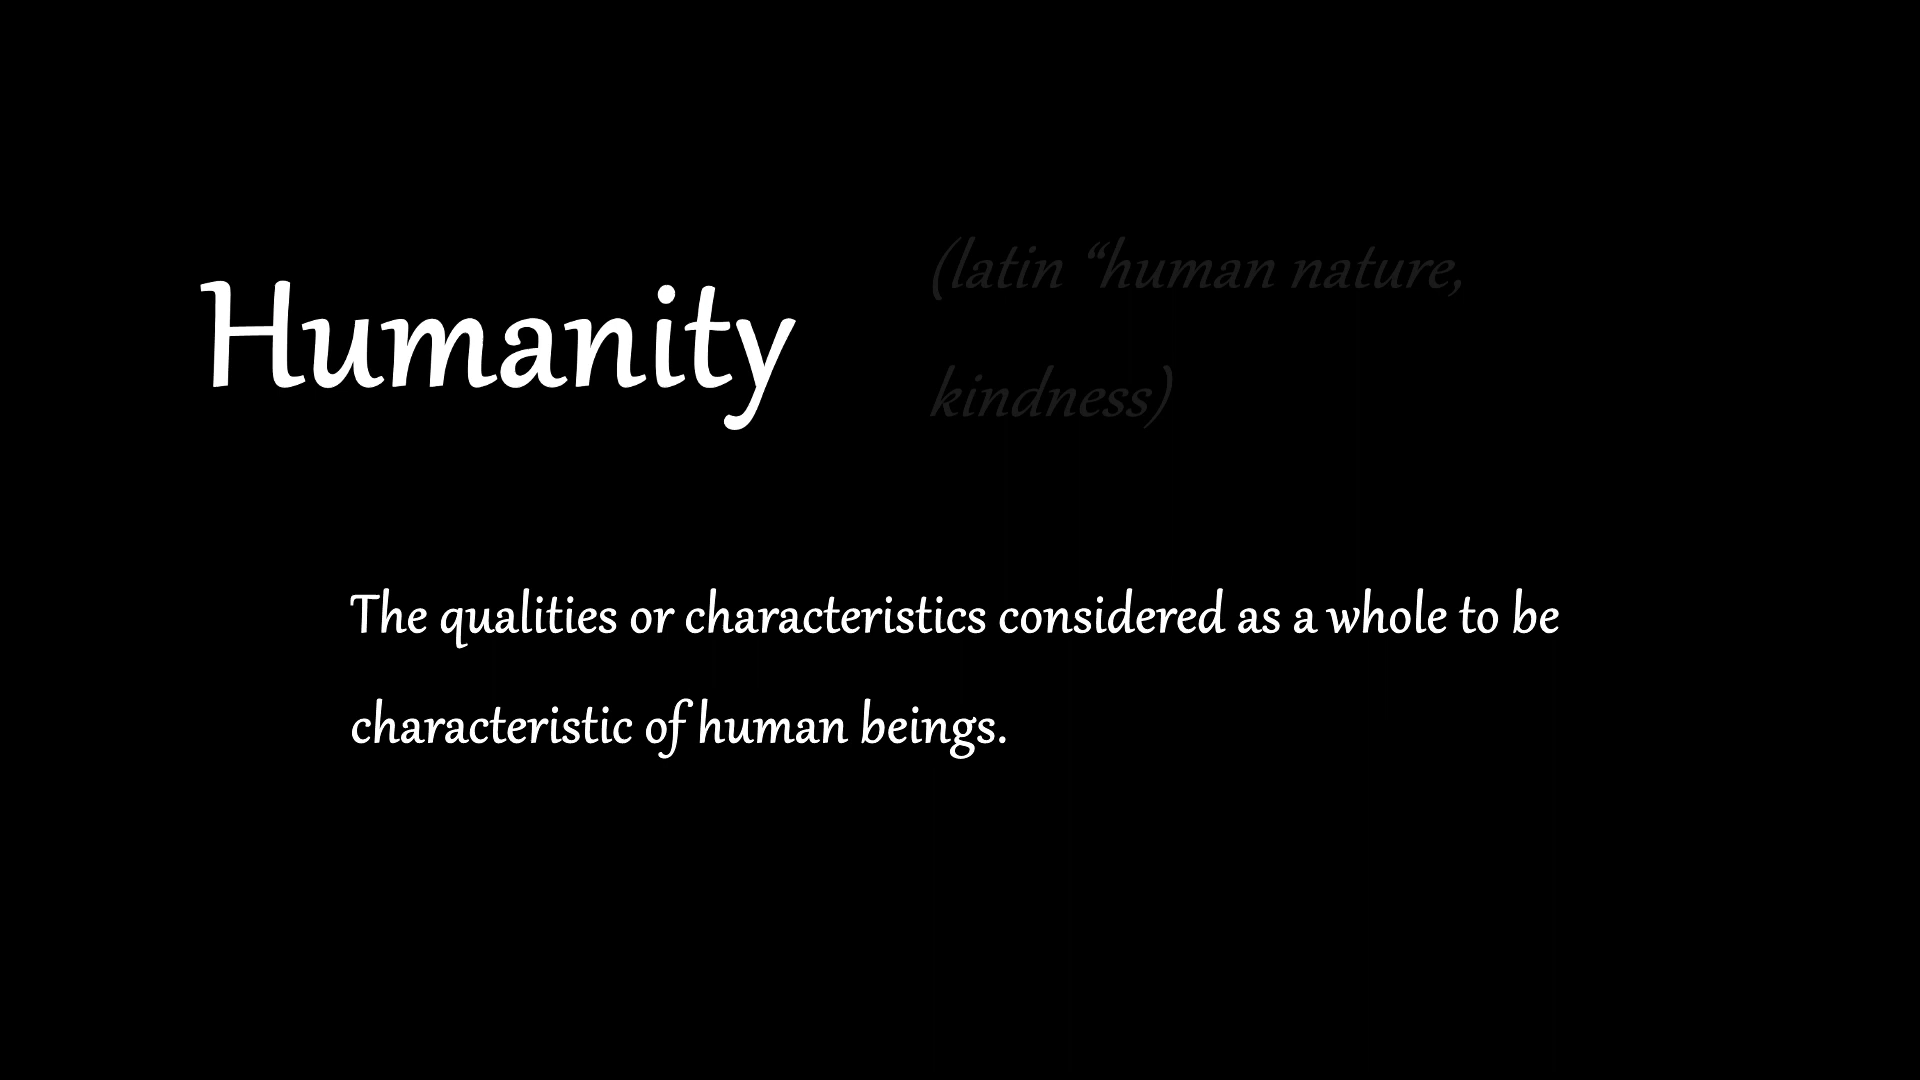 Humanity
(latin “human nature,
kindness)
The qualities or characteristics considered as a whole to be
characteristic of human beings.